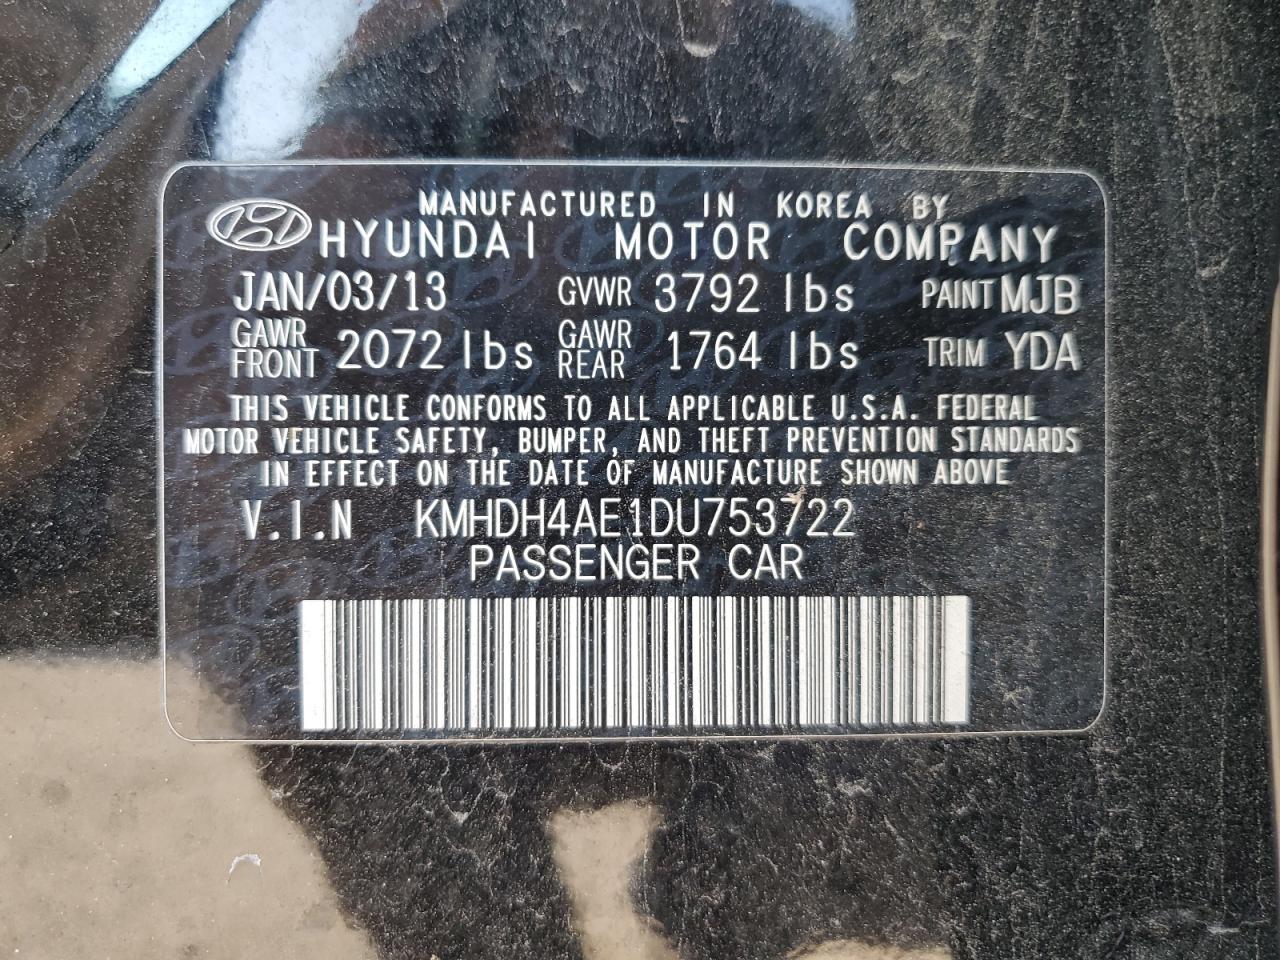 MANUFACTURED IN KOREA BY
HYUNDAI MOTOR COMPANY
JAN/03/13 GVWR 3792 lbs PAINT MJB
GAWR FRONT 2072 lbs GAWR REAR 1764 lbs TRIM YDA
THIS VEHICLE CONFORMS TO ALL APPLICABLE U.S.A. FEDERAL
MOTOR VEHICLE SAFETY, BUMPER, AND THEFT PREVENTION STANDARDS
IN EFFECT ON THE DATE OF MANUFACTURE SHOWN ABOVE
V.I.N KMHDH4AE1DU753722
PASSENGER CAR